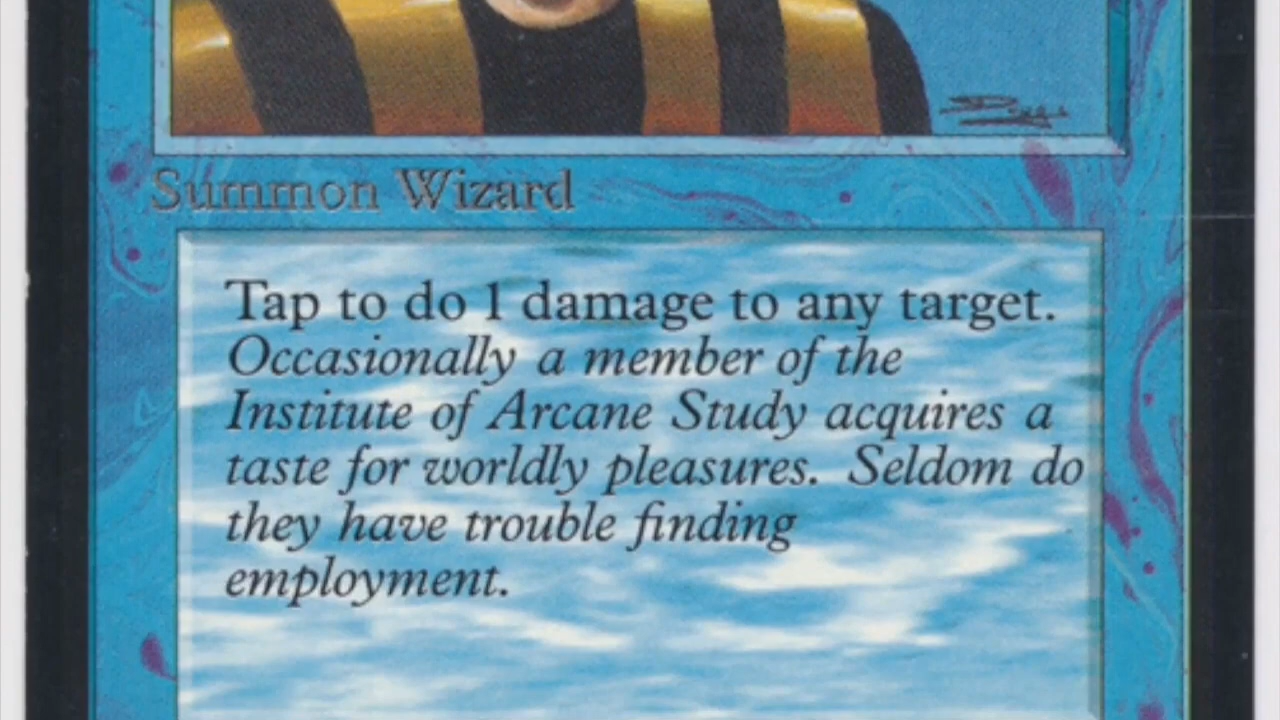 Summon Wizard
Tap to do 1 damage to any target.
Occasionally a member of the
Institute of Arcane Study acquires a
taste for worldly pleasures. Seldom do
they have trouble finding
employment.